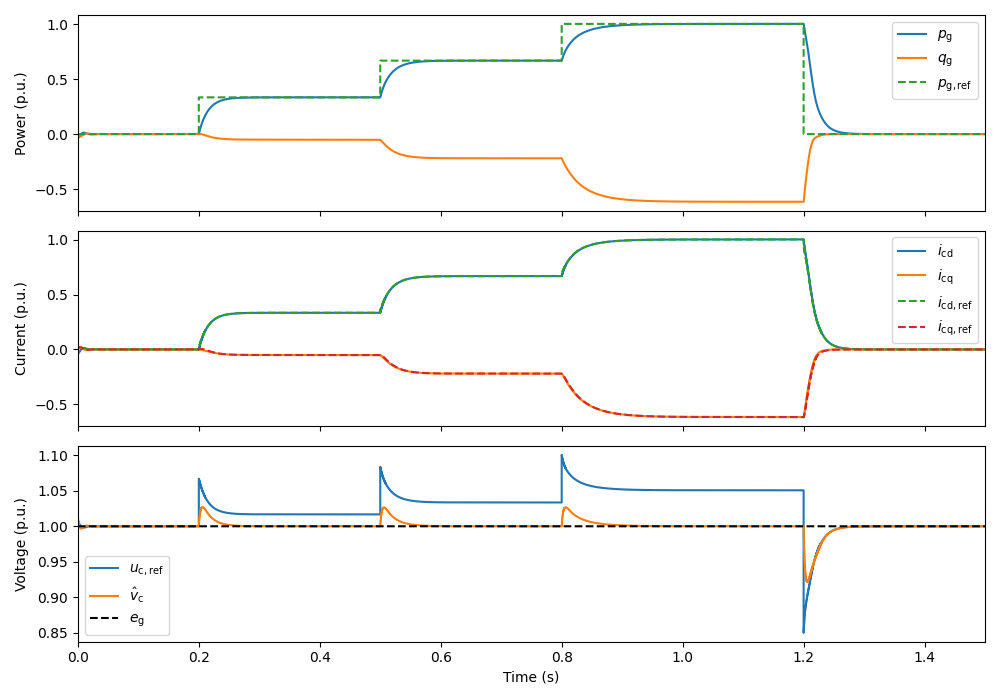 1.0
0.5
0.0
−0.5
Power (p.u.)
p_g
q_g
p_g,ref
1.0
0.5
0.0
−0.5
Current (p.u.)
i_cd
i_cq
i_cd,ref
i_cq,ref
1.10
1.05
1.00
0.95
0.90
0.85
Voltage (p.u.)
u_c,ref
v̂_c
e_g
0.0 0.2 0.4 0.6 0.8 1.0 1.2 1.4
Time (s)